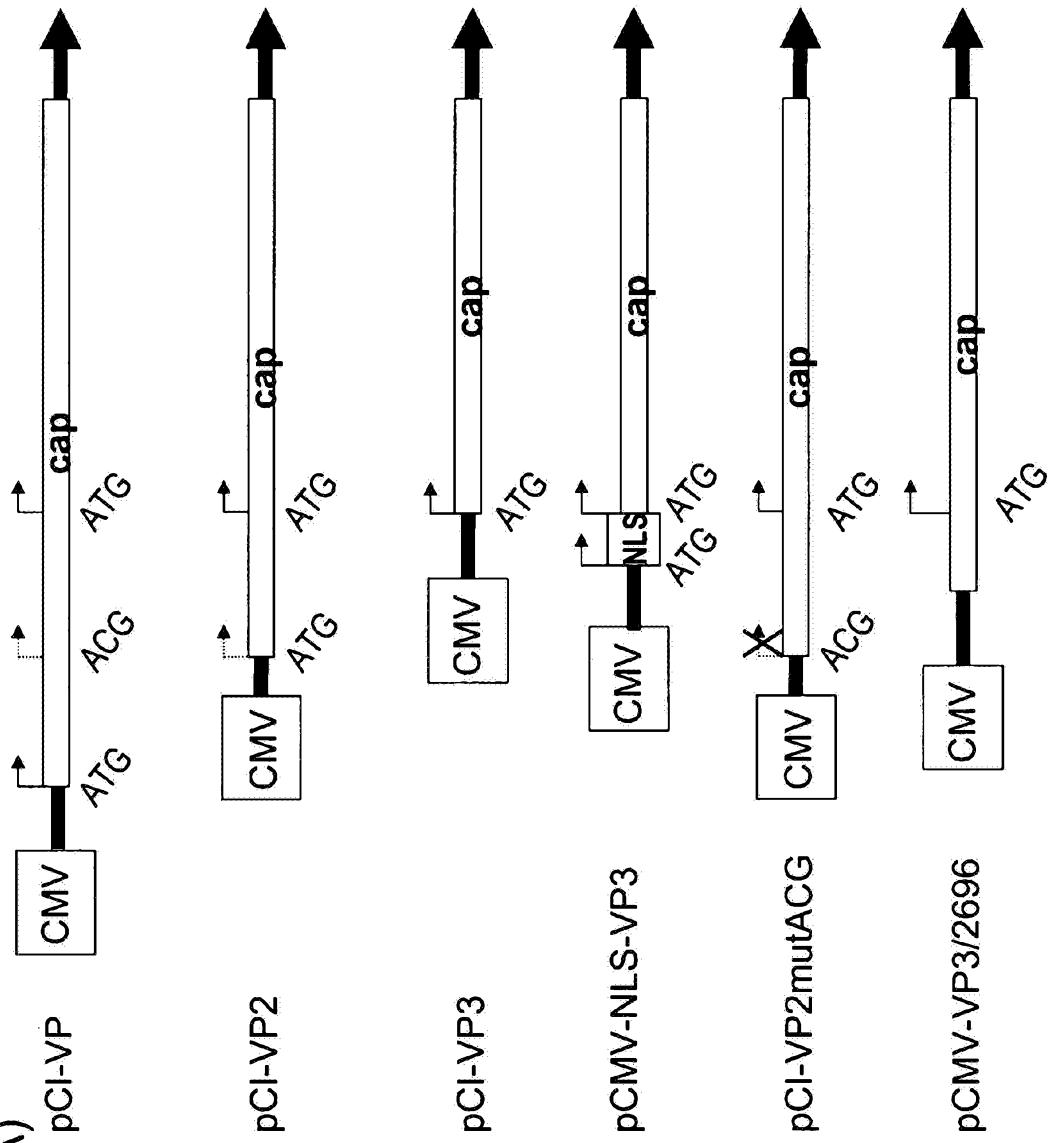 A)
pCI-VP CMV cap
ATG ACG ATG
pCI-VP2 CMV cap
ATG ATG
pCI-VP3 CMV cap
ATG
pCMV-NLS-VP3 CMV NLS cap
ATG ATG
pCI-VP2mutACG CMV cap
ACG ATG
pCMV-VP3/2696 CMV cap
ATG